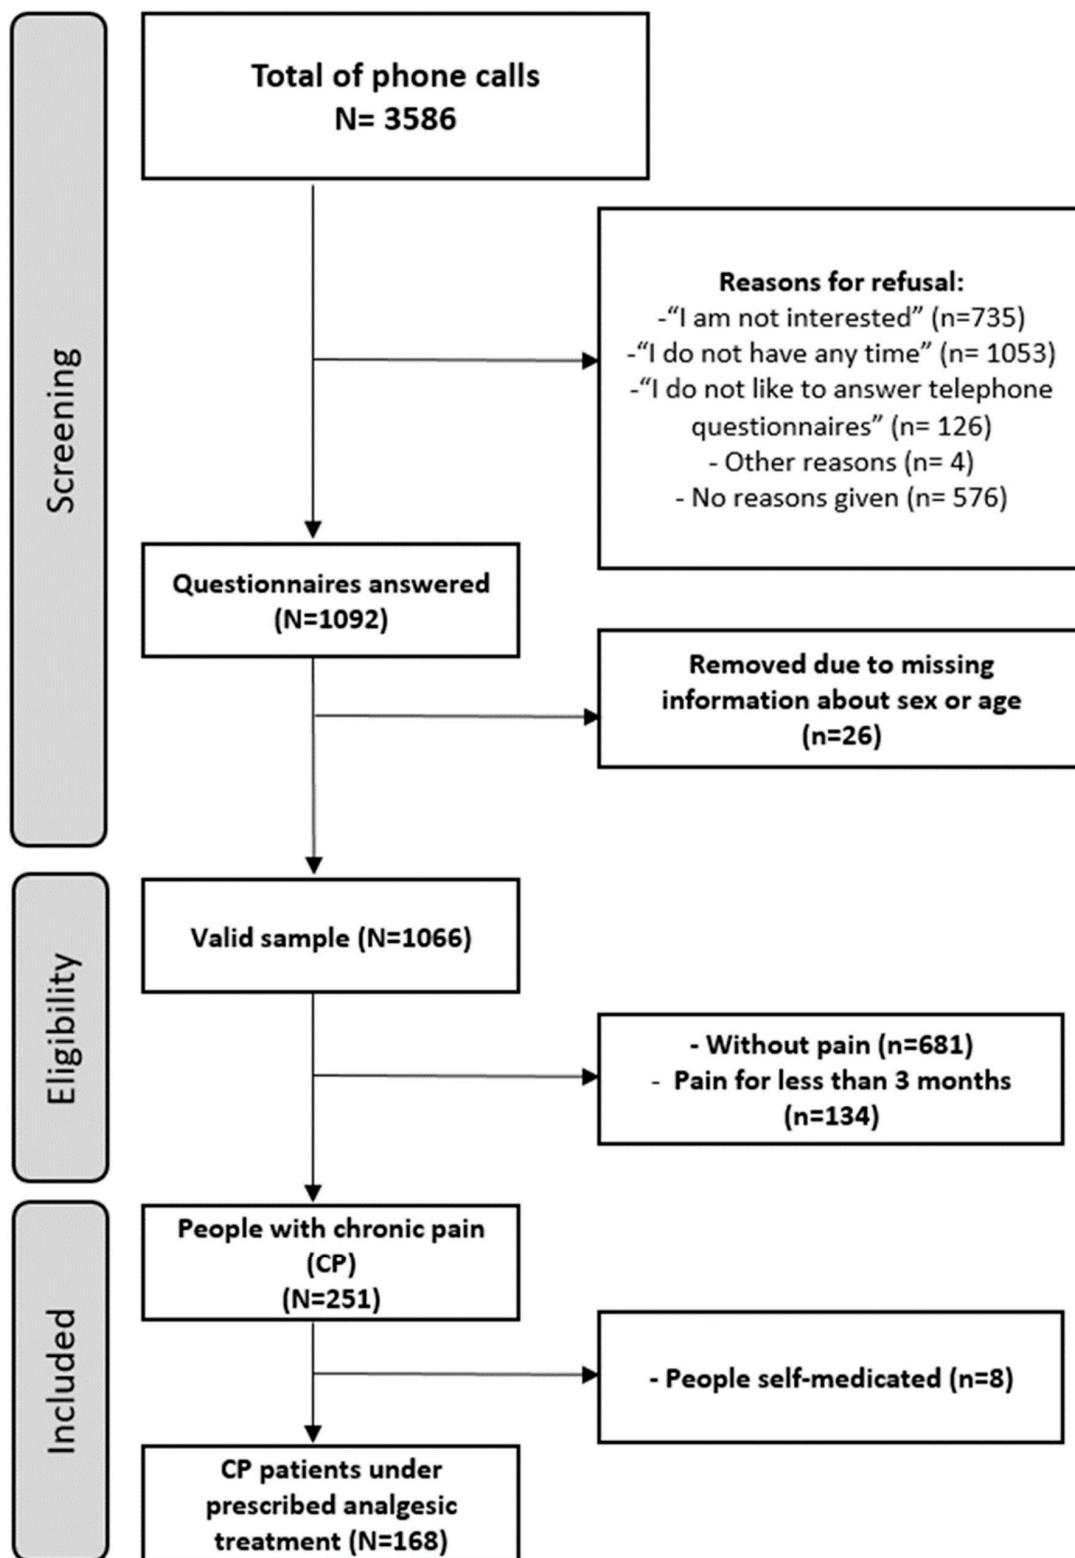 Screening
Total of phone calls
N= 3586
Reasons for refusal:
-“I am not interested” (n=735)
-“I do not have any time” (n= 1053)
-“I do not like to answer telephone
questionnaires” (n= 126)
- Other reasons (n= 4)
- No reasons given (n= 576)
Questionnaires answered
(N=1092)
Removed due to missing
information about sex or age
(n=26)
Eligibility
Valid sample (N=1066)
- Without pain (n=681)
- Pain for less than 3 months
(n=134)
Included
People with chronic pain
(CP)
(N=251)
- People self-medicated (n=8)
CP patients under
prescribed analgesic
treatment (N=168)